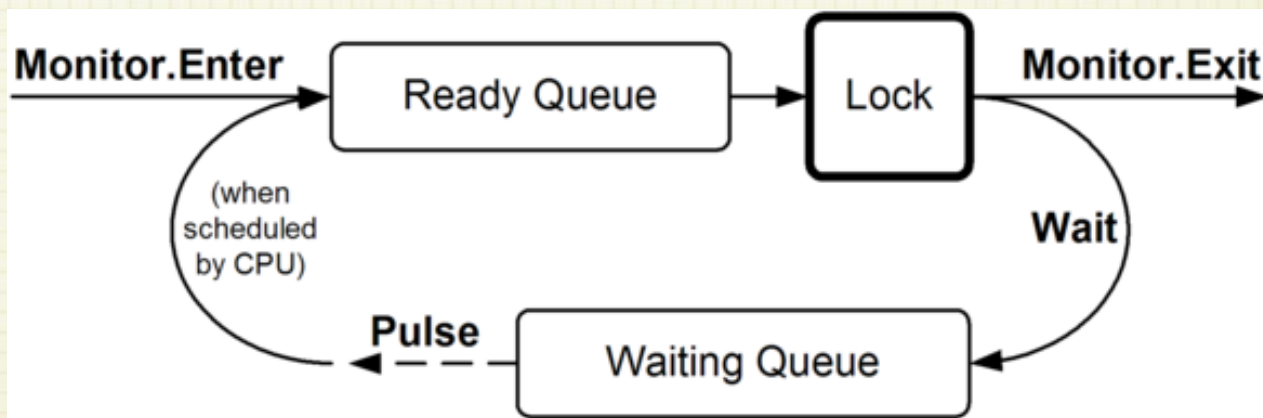 Monitor.Enter
Ready Queue
Lock
Monitor.Exit
(when
scheduled
by CPU)
Wait
Pulse
Waiting Queue